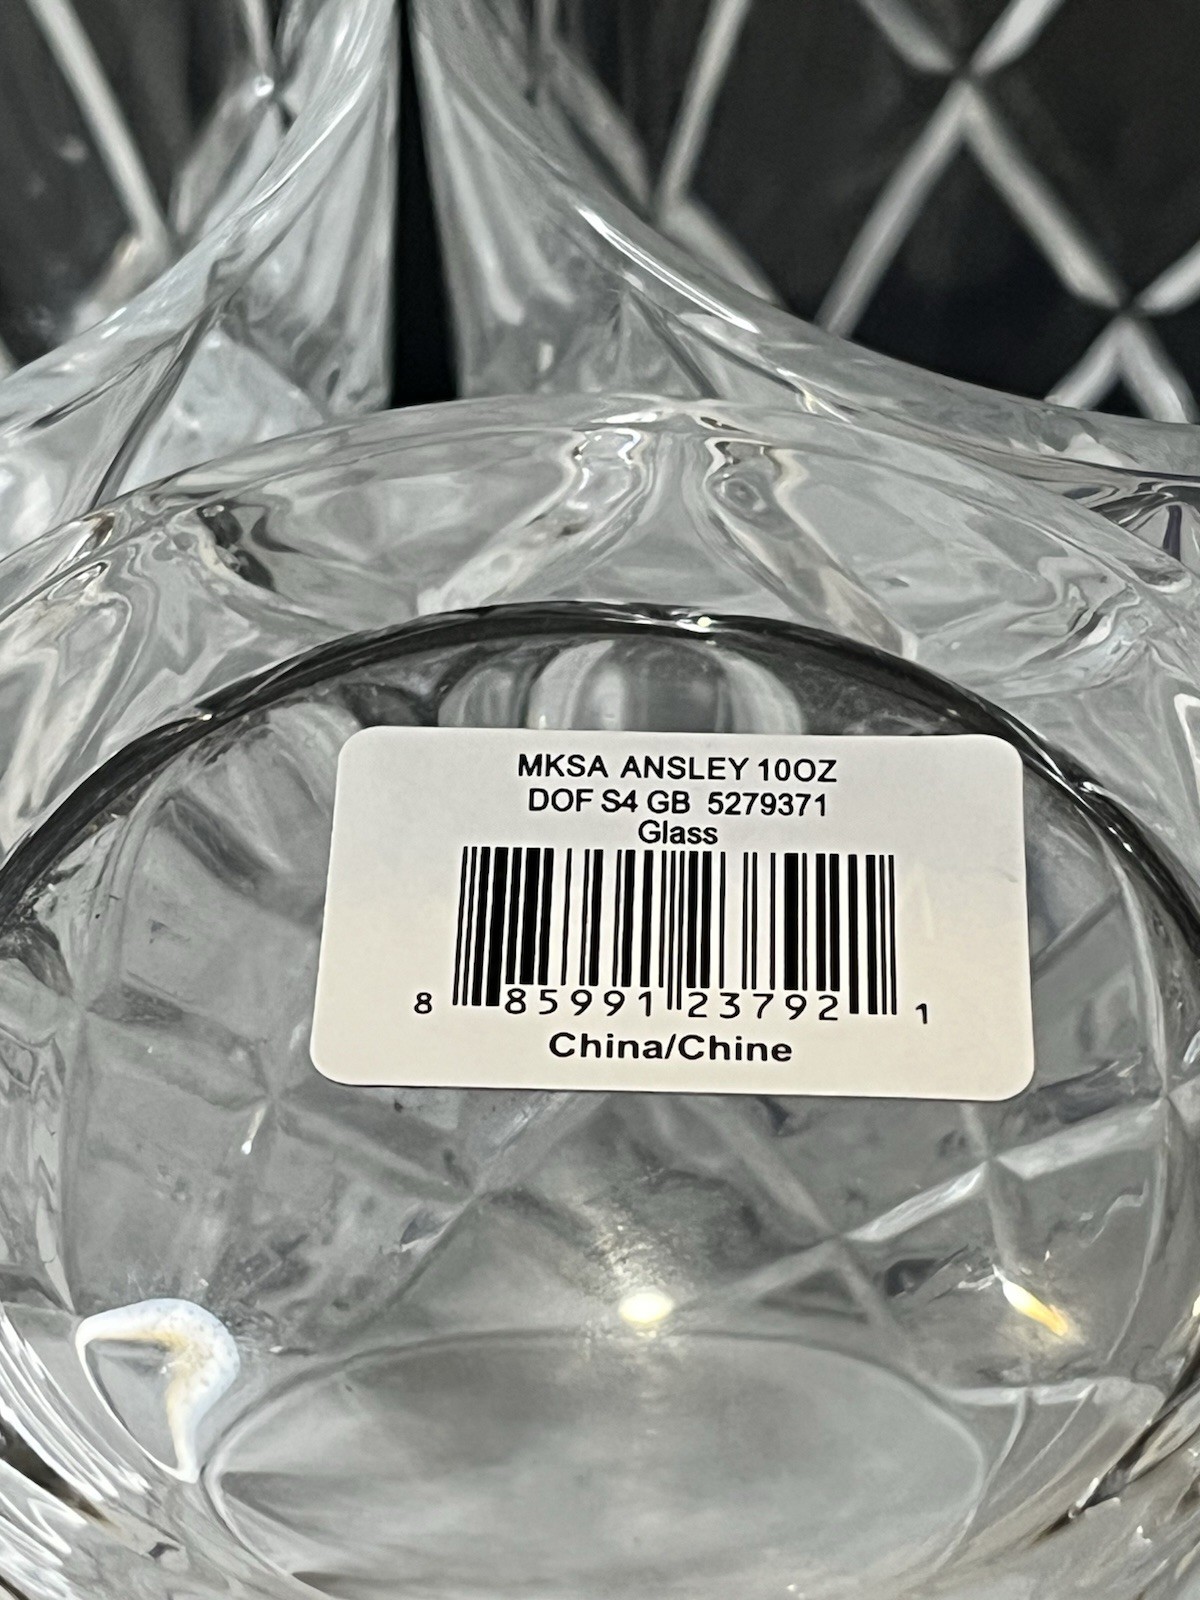 MKSA ANSLEY 10OZ
DOF S4 GB 5279371
Glass
8 85991 23792 1
China/Chine